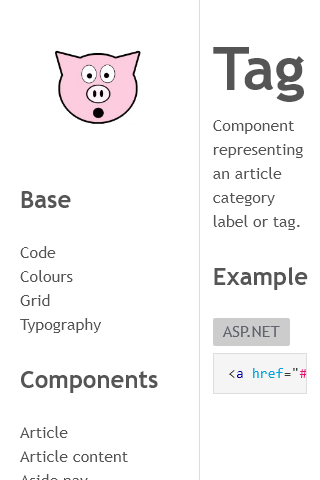 Base
Code
Colours
Grid
Typography
Components
Article
Article content
Aside nav
Tag
Component
representing
an article
category
label or tag.
Example
ASP.NET
<a href="#